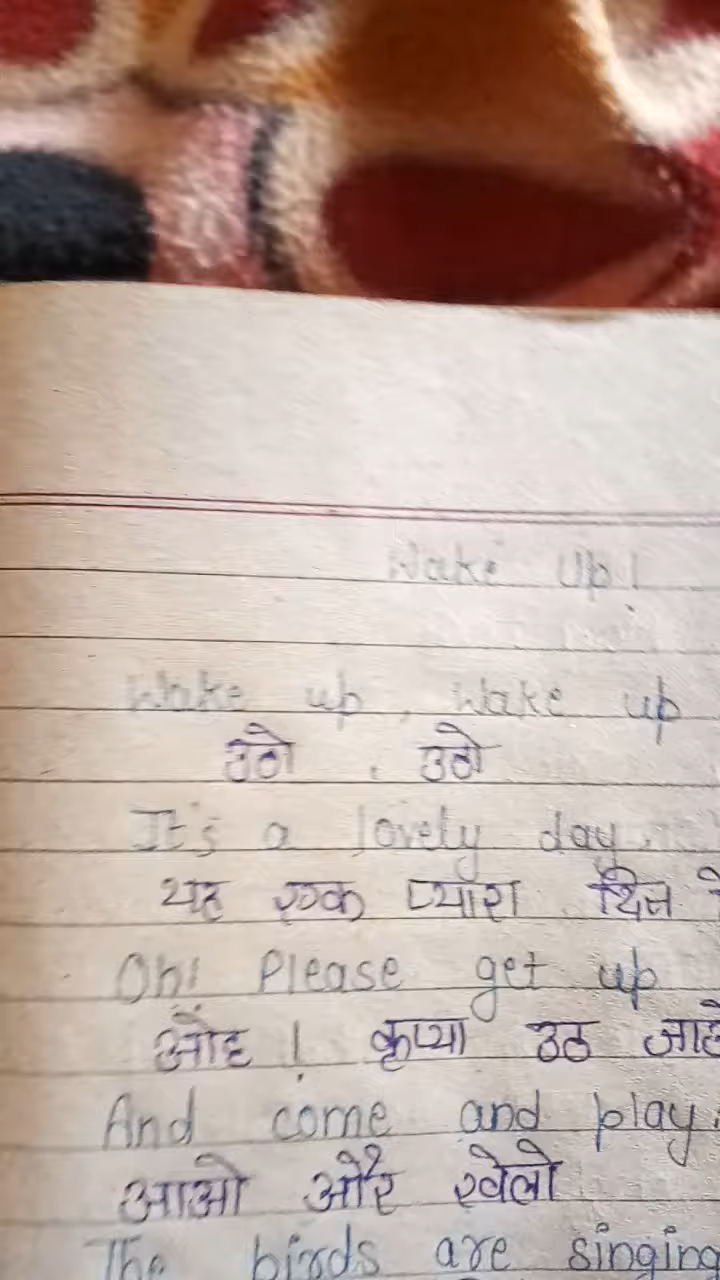 Wake Up!
Wake up, Wake up
उठो , उठो
It's a lovely day.
यह एक प्यारा दिन
Oh! Please get up
ओह ! कृप्या उठ
And come and play.
आओ और खेलो
The birds are singing